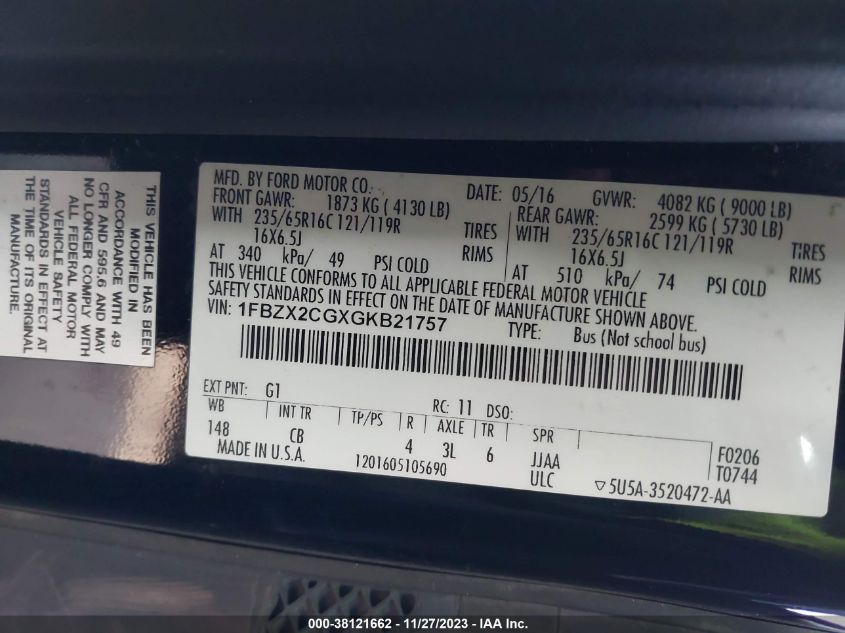 THIS VEHICLE HAS BEEN
MODIFIED IN
ACCORDANCE WITH 49
CFR AND 595.6 AND MAY
NO LONGER COMPLY WITH
ALL FEDERAL MOTOR
VEHICLE SAFETY
STANDARDS IN EFFECT AT
THE TIME OF ITS ORIGINAL
MANUFACTURE.
MFD. BY FORD MOTOR CO. DATE: 05/16 GVWR: 4082 KG ( 9000 LB)
FRONT GAWR: 1873 KG ( 4130 LB) REAR GAWR: 2599 KG ( 5730 LB)
WITH 235/65R16C 121/119R TIRES WITH 235/65R16C 121/119R TIRES
16X6.5J RIMS 16X6.5J RIMS
AT 340 kPa/ 49 PSI COLD AT 510 kPa/ 74 PSI COLD
THIS VEHICLE CONFORMS TO ALL APPLICABLE FEDERAL MOTOR VEHICLE
SAFETY STANDARDS IN EFFECT ON THE DATE OF MANUFACTURE SHOWN ABOVE.
VIN: 1FBZX2CGXGKB21757 TYPE: Bus (Not school bus)
EXT PNT: G1 RC: 11 DSO:
WB INT TR TP/PS R AXLE TR SPR
148 CB 4 3L 6 JJAA F0206
MADE IN U.S.A. 1201605105690 ULC T0744
▽5U5A-3520472-AA
000-38121662 - 11/27/2023 - IAA Inc.